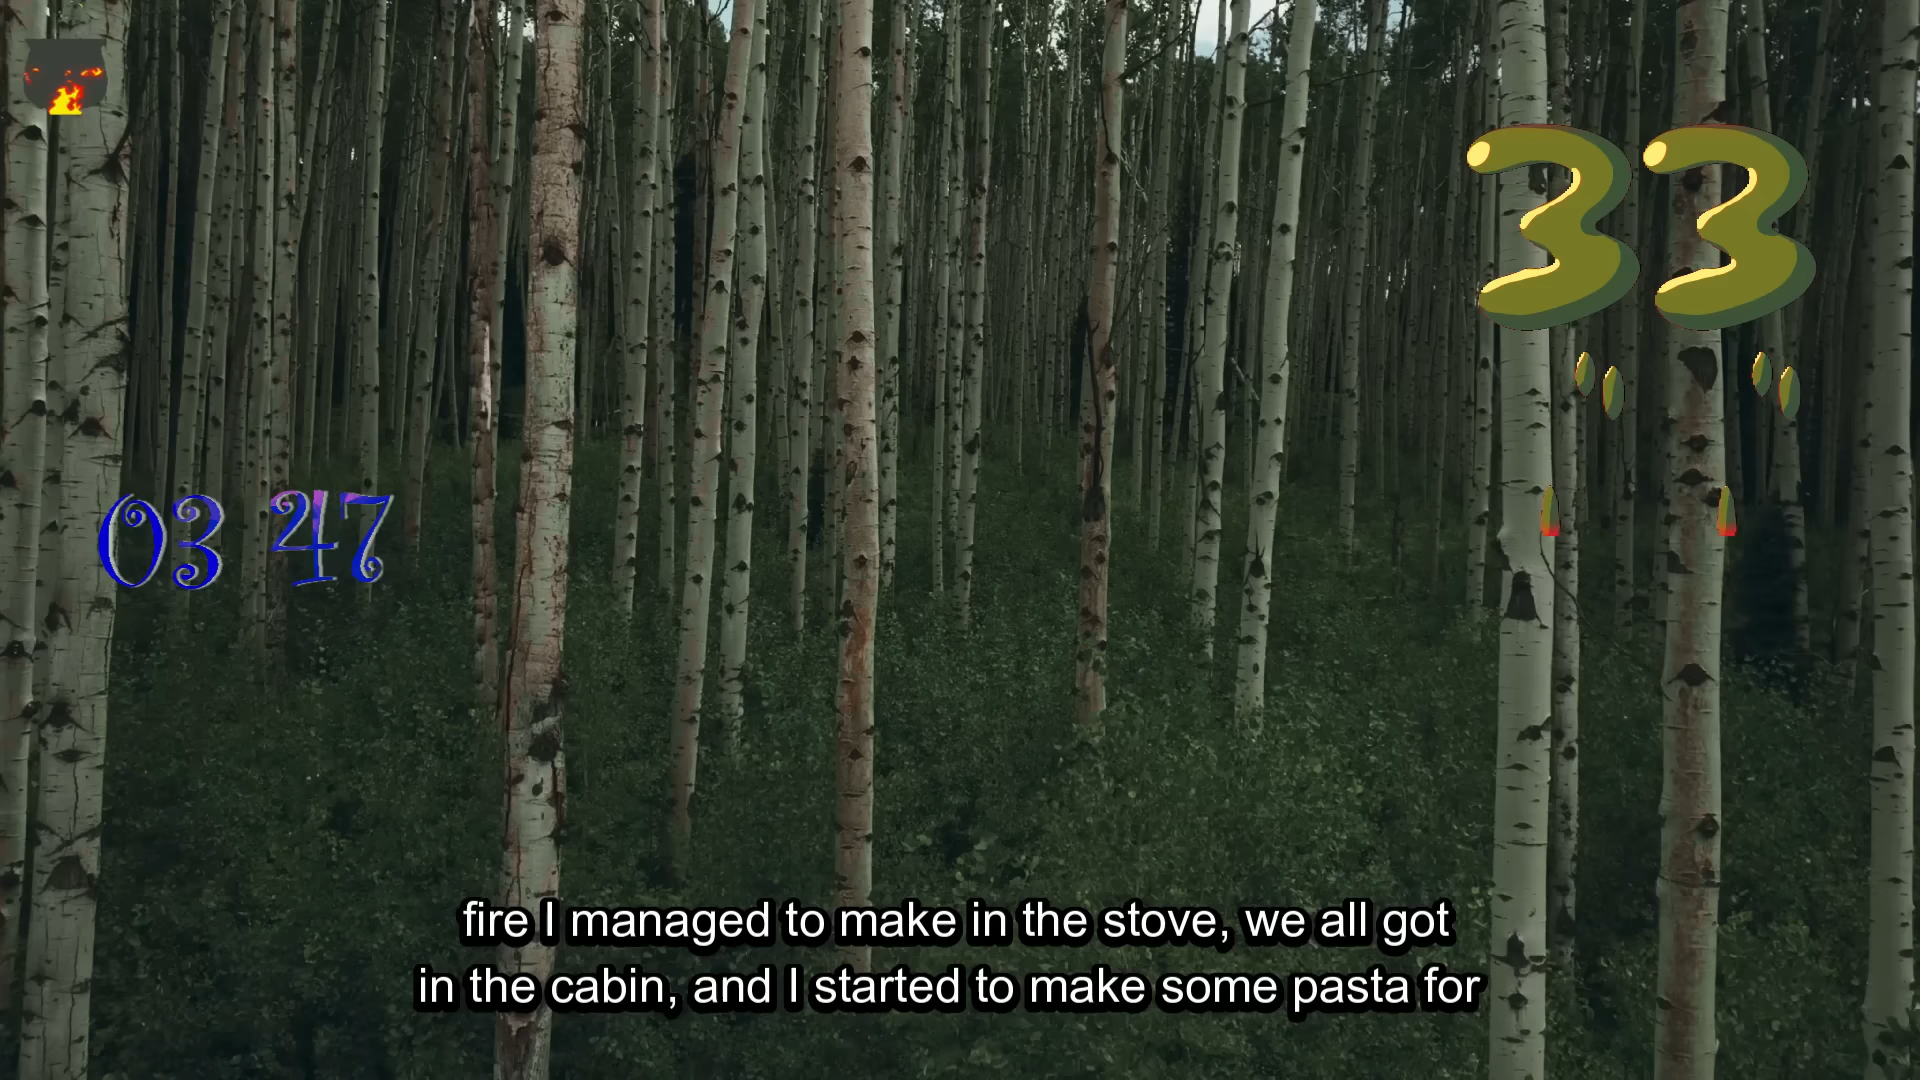 33
03 47
fire I managed to make in the stove, we all got
in the cabin, and I started to make some pasta for